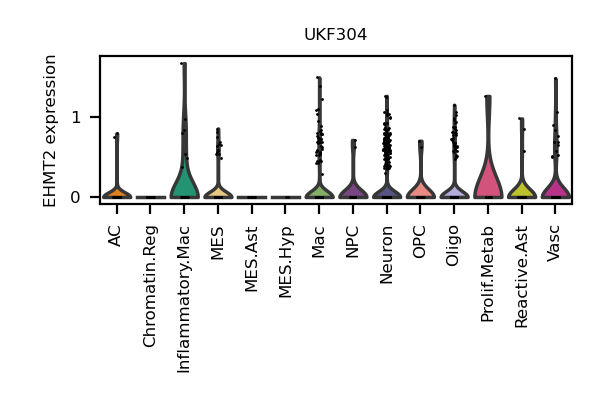 UKF304
EHMT2 expression
1
0
AC
Chromatin.Reg
Inflammatory.Mac
MES
MES.Ast
MES.Hyp
Mac
NPC
Neuron
OPC
Oligo
Prolif.Metab
Reactive.Ast
Vasc